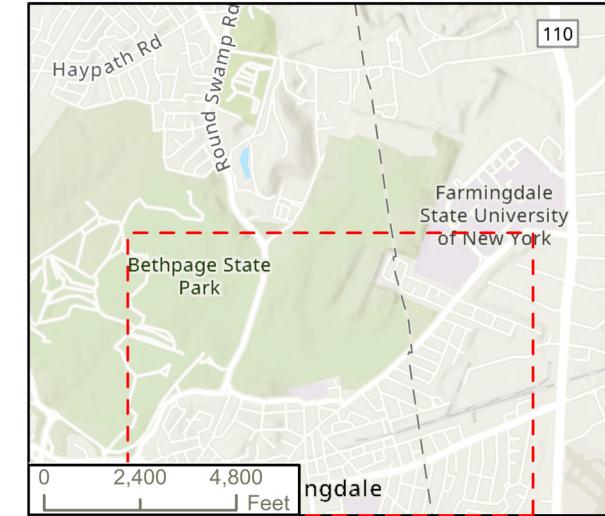 110
Haypath Rd
Round Swamp Rd
Farmingdale
State University
of New York
Bethpage State
Park
0 2,400 4,800
Feet
ngdale